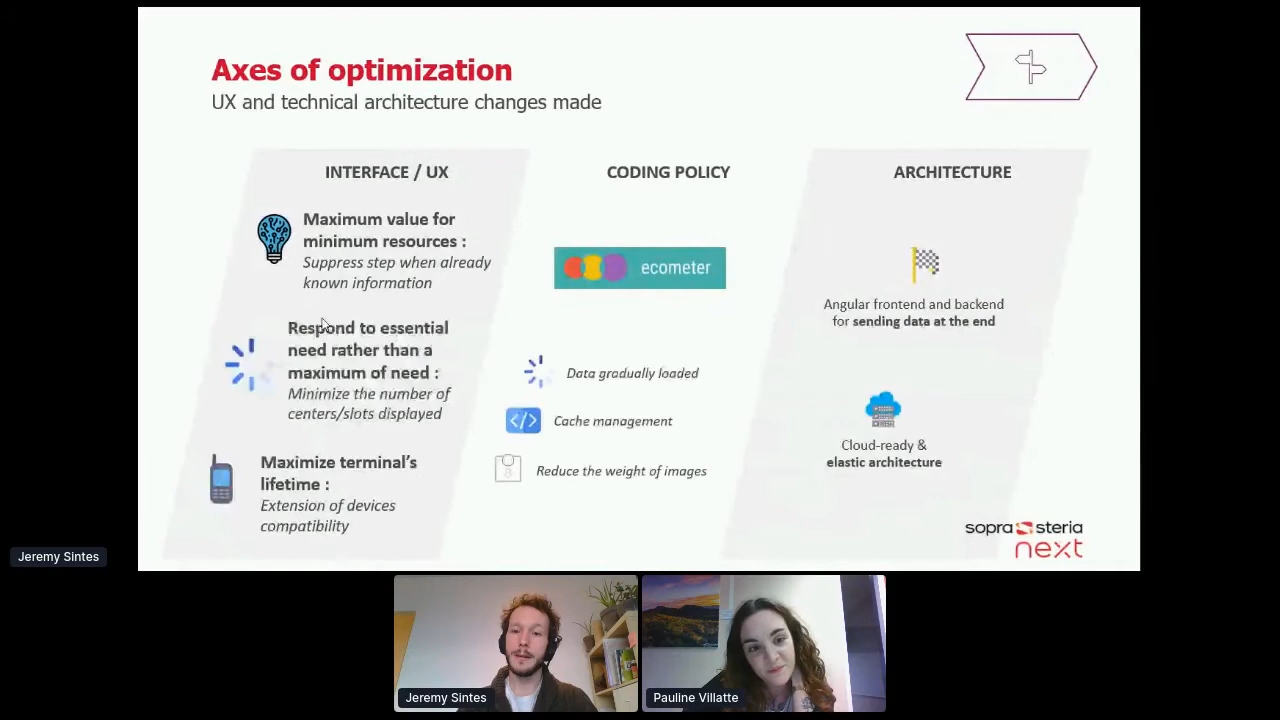 Axes of optimization
UX and technical architecture changes made
INTERFACE / UX
Maximum value for
minimum resources :
Suppress step when already
known information
Respond to essential
need rather than a
maximum of need :
Minimize the number of
centers/slots displayed
Maximize terminal's
lifetime :
Extension of devices
compatibility
CODING POLICY
ecometer
Data gradually loaded
</>
Cache management
8
Reduce the weight of images
ARCHITECTURE
Angular frontend and backend
for sending data at the end
Cloud-ready &
elastic architecture
sopra steria
next
Jeremy Sintes
Jeremy Sintes
Pauline Villatte